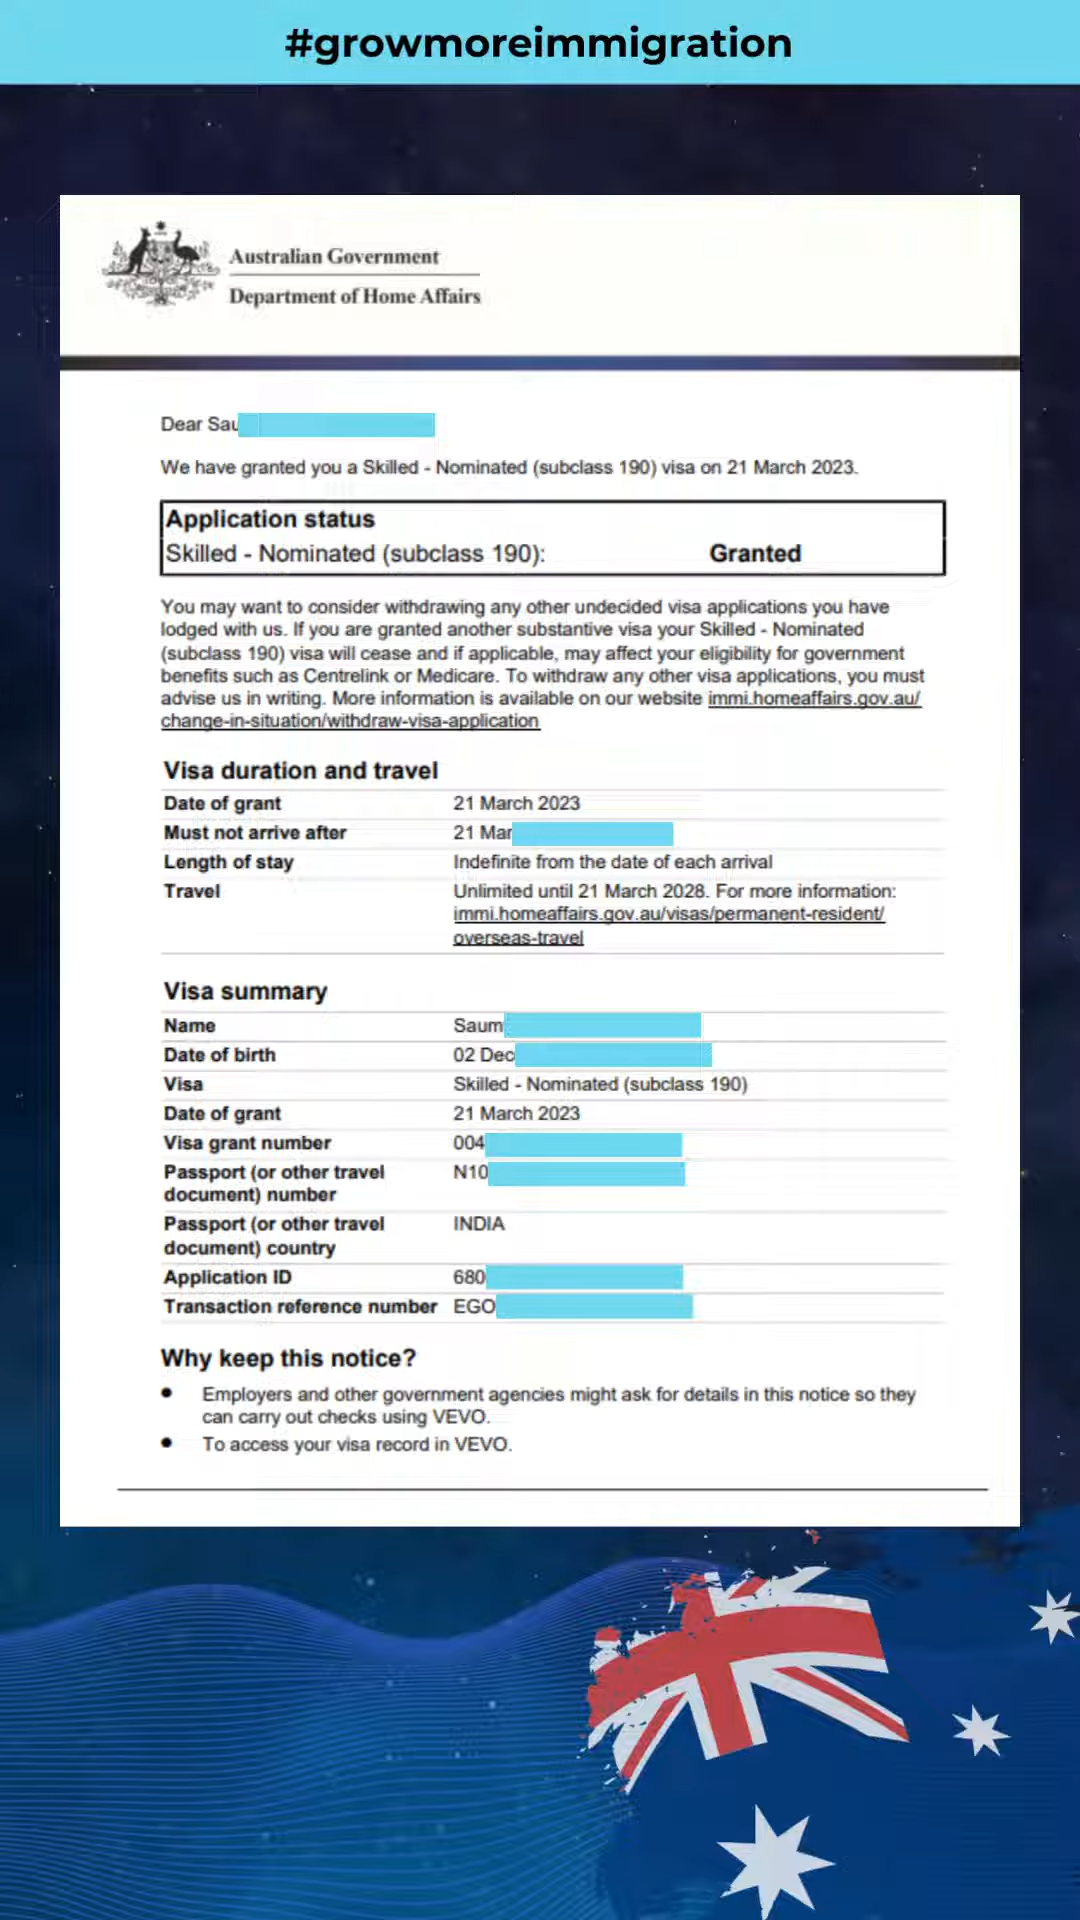 #growmoreimmigration
Australian Government
Department of Home Affairs
Dear Sau
We have granted you a Skilled - Nominated (subclass 190) visa on 21 March 2023.
Application status
Skilled - Nominated (subclass 190): Granted
You may want to consider withdrawing any other undecided visa applications you have
lodged with us. If you are granted another substantive visa your Skilled - Nominated
(subclass 190) visa will cease and if applicable, may affect your eligibility for government
benefits such as Centrelink or Medicare. To withdraw any other visa applications, you must
advise us in writing. More information is available on our website immi.homeaffairs.gov.au/
change-in-situation/withdraw-visa-application
Visa duration and travel
Date of grant 21 March 2023
Must not arrive after 21 Mar
Length of stay Indefinite from the date of each arrival
Travel Unlimited until 21 March 2028. For more information:
immi.homeaffairs.gov.au/visas/permanent-resident/
overseas-travel
Visa summary
Name Saum
Date of birth 02 Dec
Visa Skilled - Nominated (subclass 190)
Date of grant 21 March 2023
Visa grant number 004
Passport (or other travel N10
document) number
Passport (or other travel INDIA
document) country
Application ID 680
Transaction reference number EGO
Why keep this notice?
● Employers and other government agencies might ask for details in this notice so they
can carry out checks using VEVO.
● To access your visa record in VEVO.